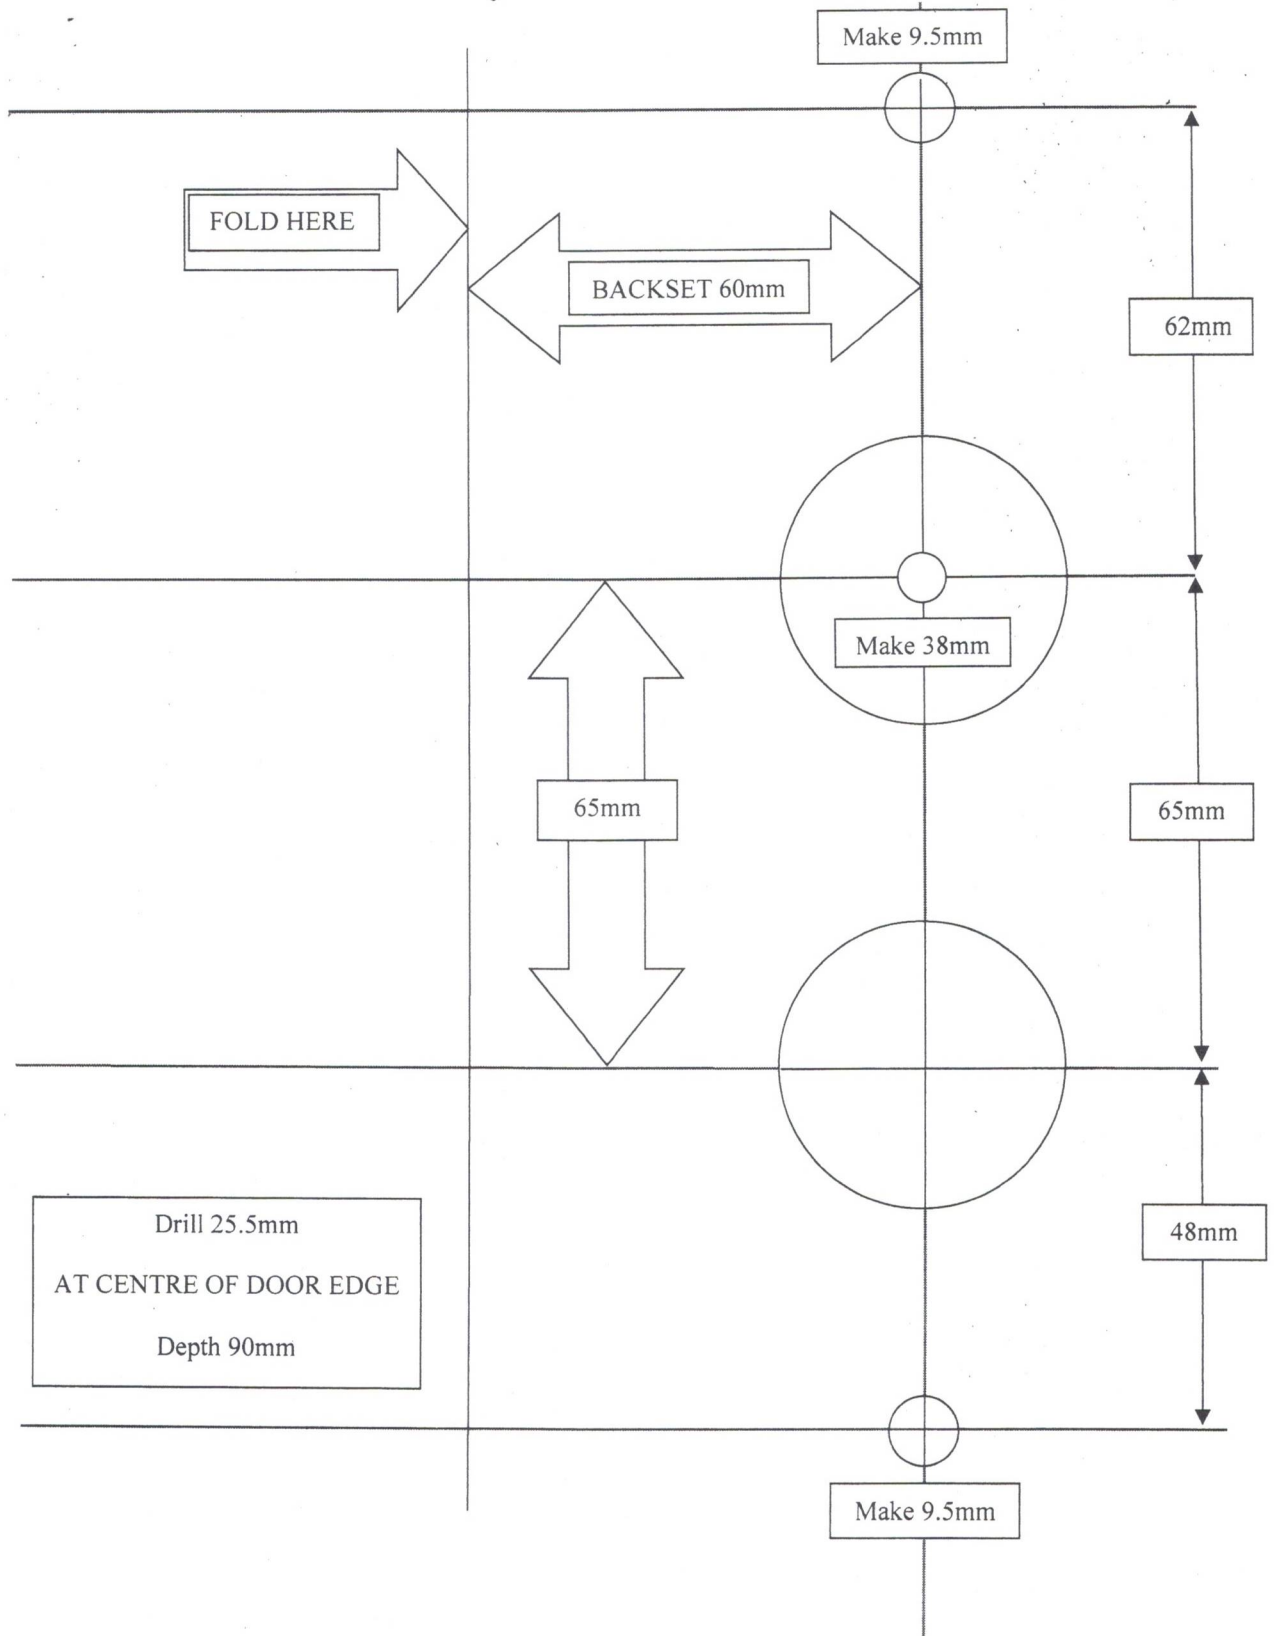 Make 9.5mm
FOLD HERE
BACKSET 60mm
62mm
Make 38mm
65mm
65mm
48mm
Drill 25.5mm
AT CENTRE OF DOOR EDGE
Depth 90mm
Make 9.5mm